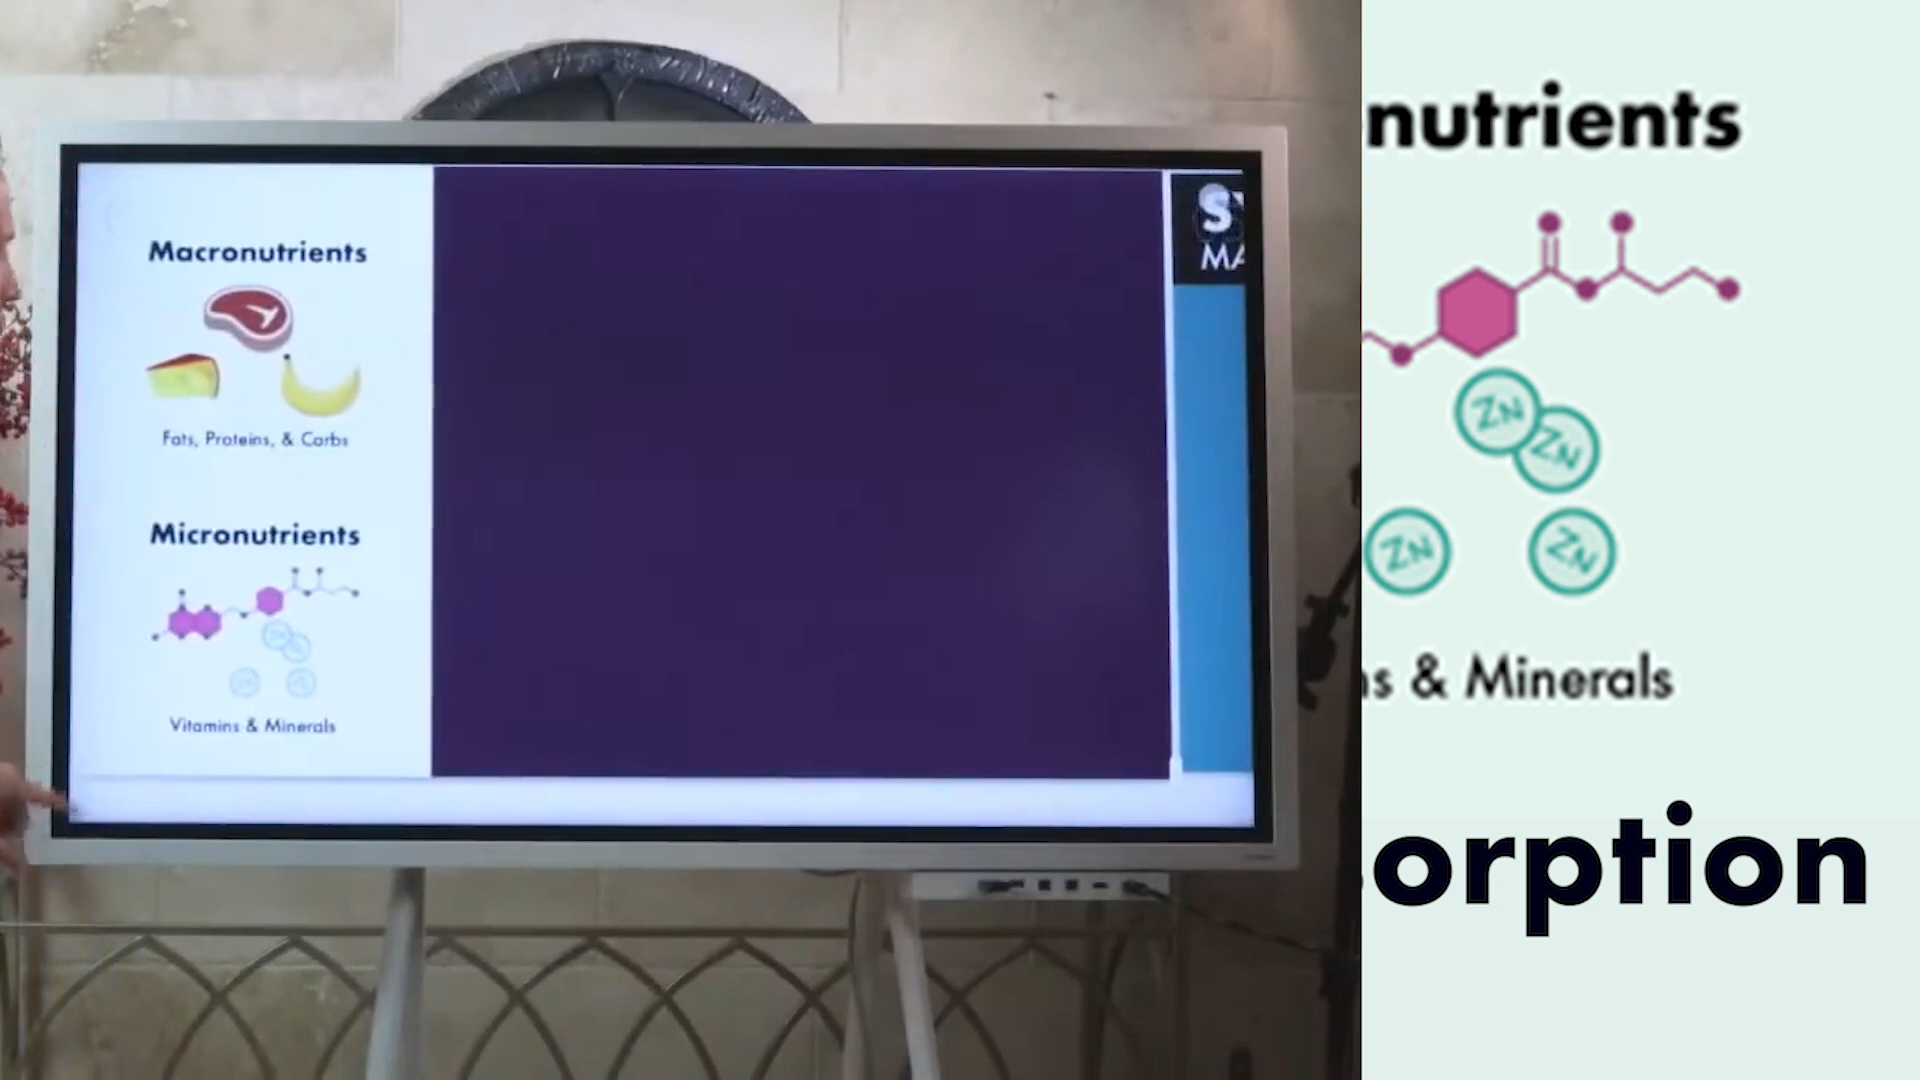 Macronutrients
Fats, Proteins, & Carbs
Micronutrients
Vitamins & Minerals
S
MA
nutrients
ZN
ZN
ZN
ZN
s & Minerals
orption